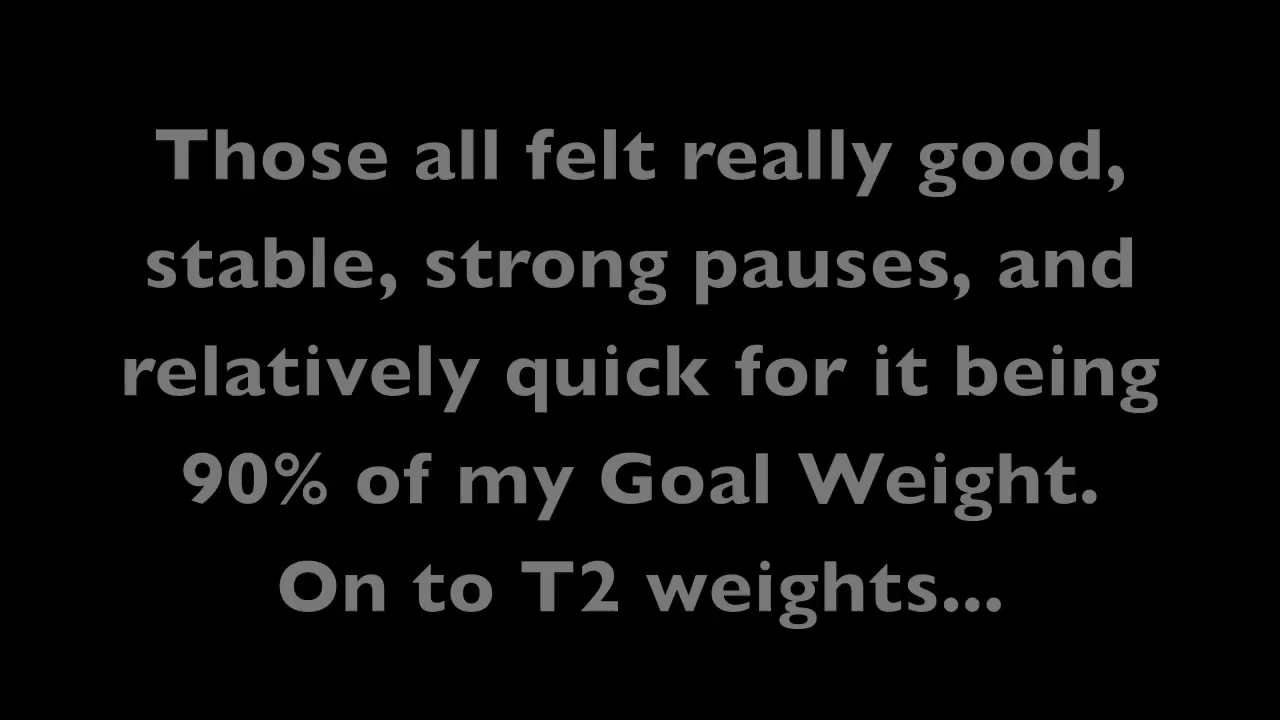 Those all felt really good,
stable, strong pauses, and
relatively quick for it being
90% of my Goal Weight.
On to T2 weights...